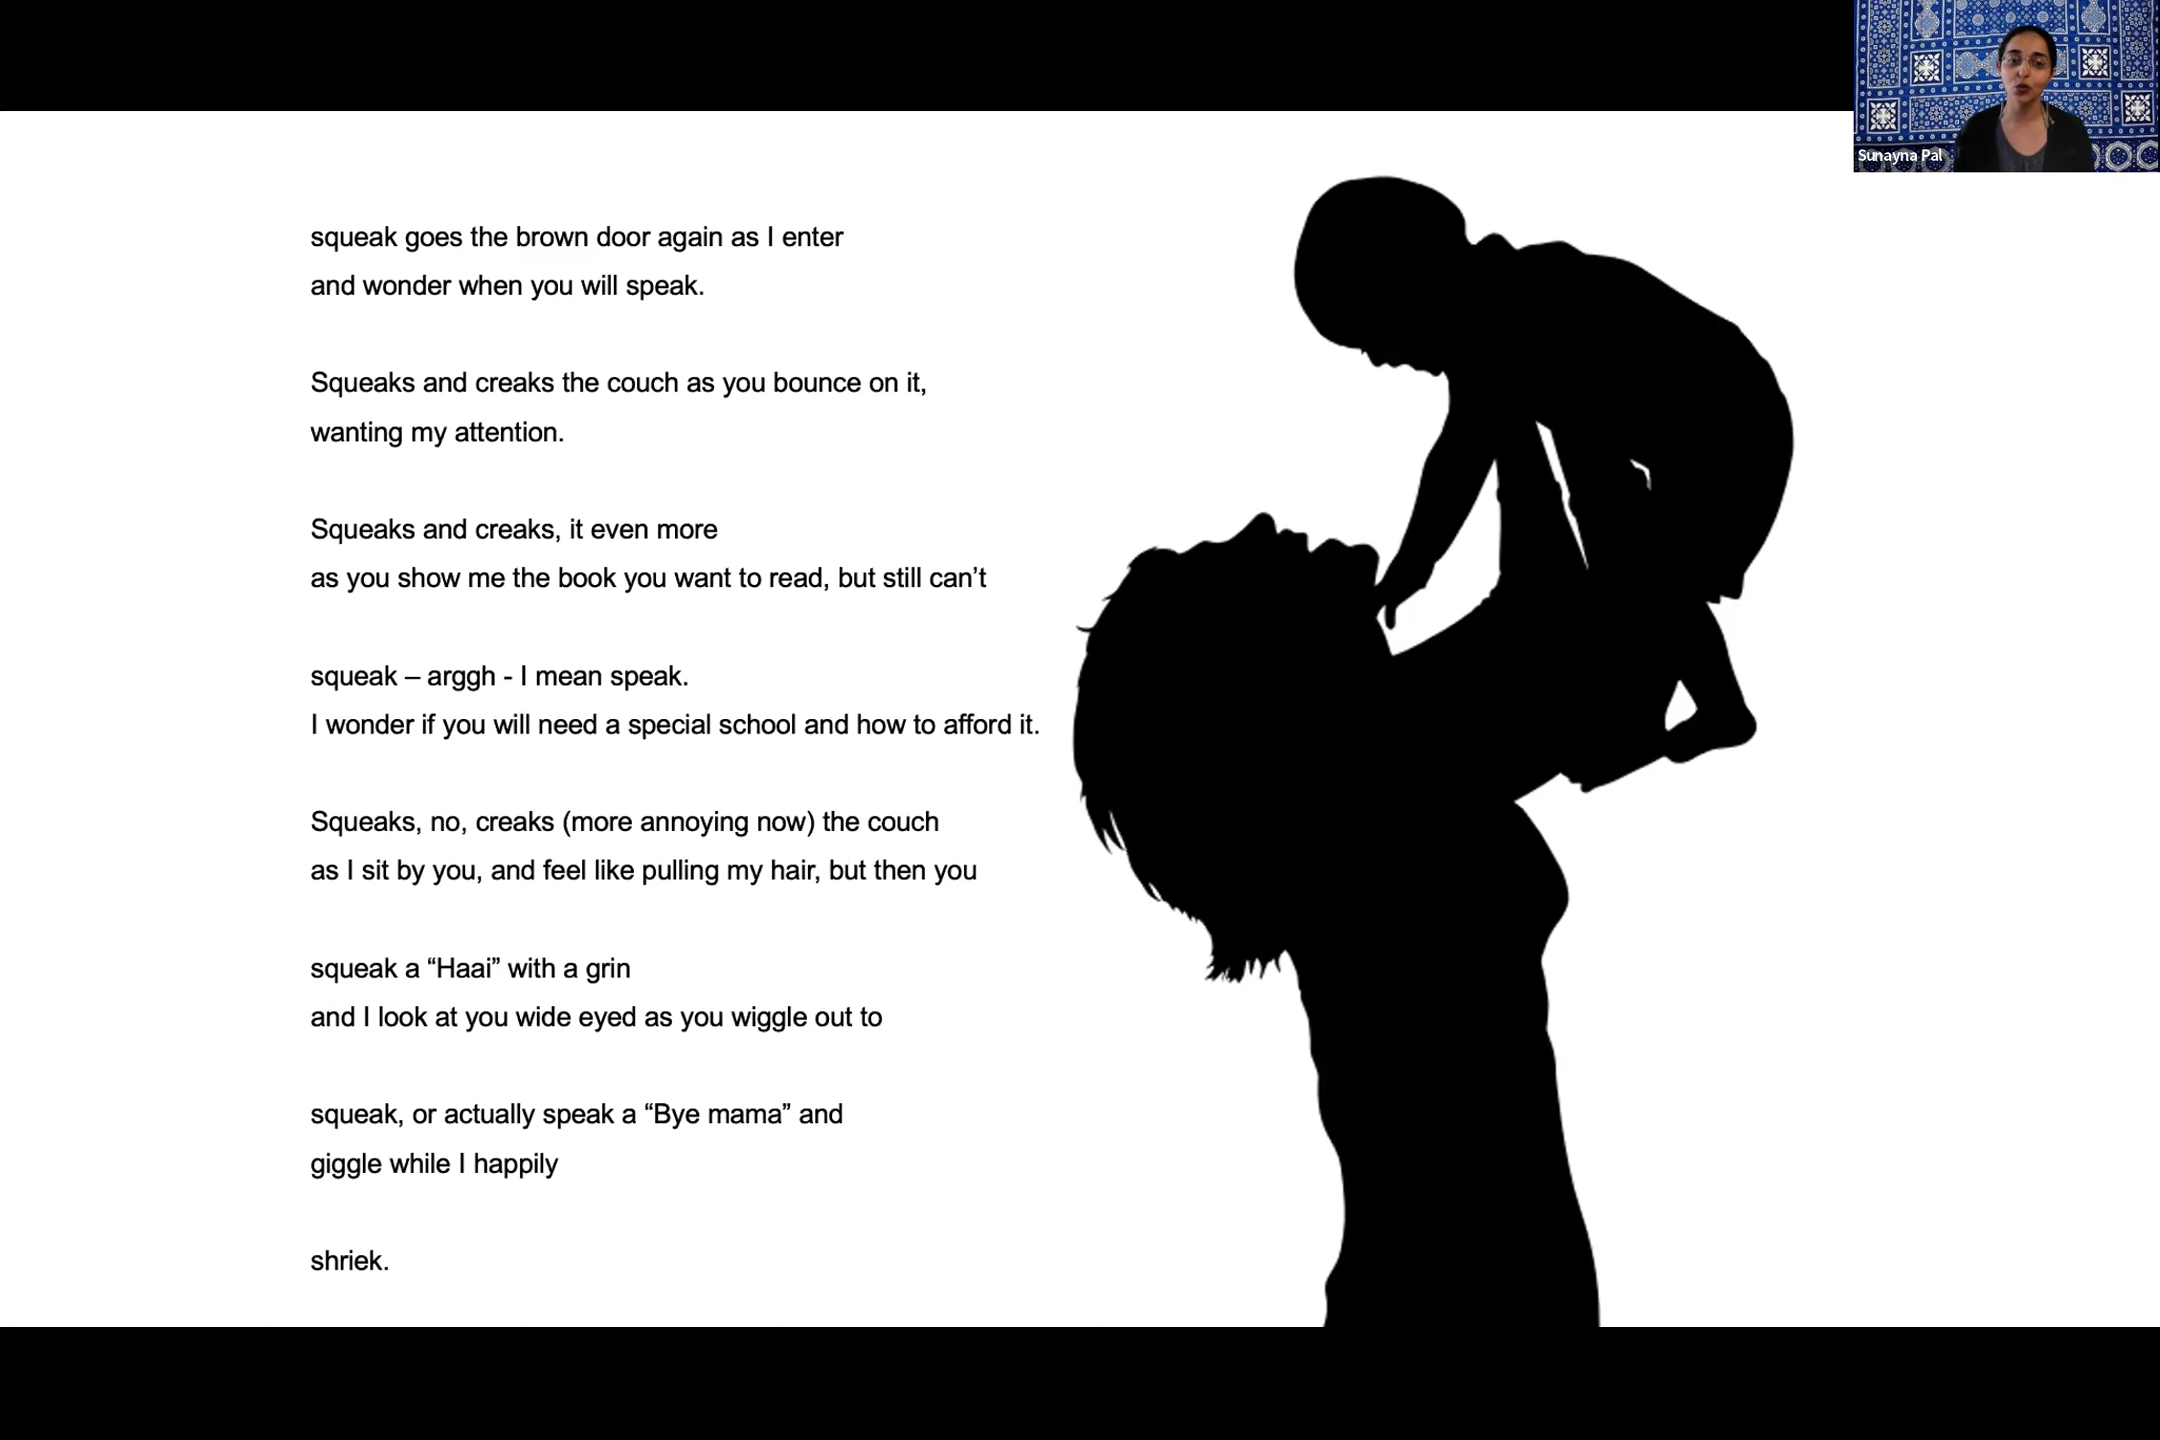 squeak goes the brown door again as I enter
and wonder when you will speak.
Squeaks and creaks the couch as you bounce on it,
wanting my attention.
Squeaks and creaks, it even more
as you show me the book you want to read, but still can’t
squeak – arggh - I mean speak.
I wonder if you will need a special school and how to afford it.
Squeaks, no, creaks (more annoying now) the couch
as I sit by you, and feel like pulling my hair, but then you
squeak a “Haai” with a grin
and I look at you wide eyed as you wiggle out to
squeak, or actually speak a “Bye mama” and
giggle while I happily
shriek.
Sunayna Pal